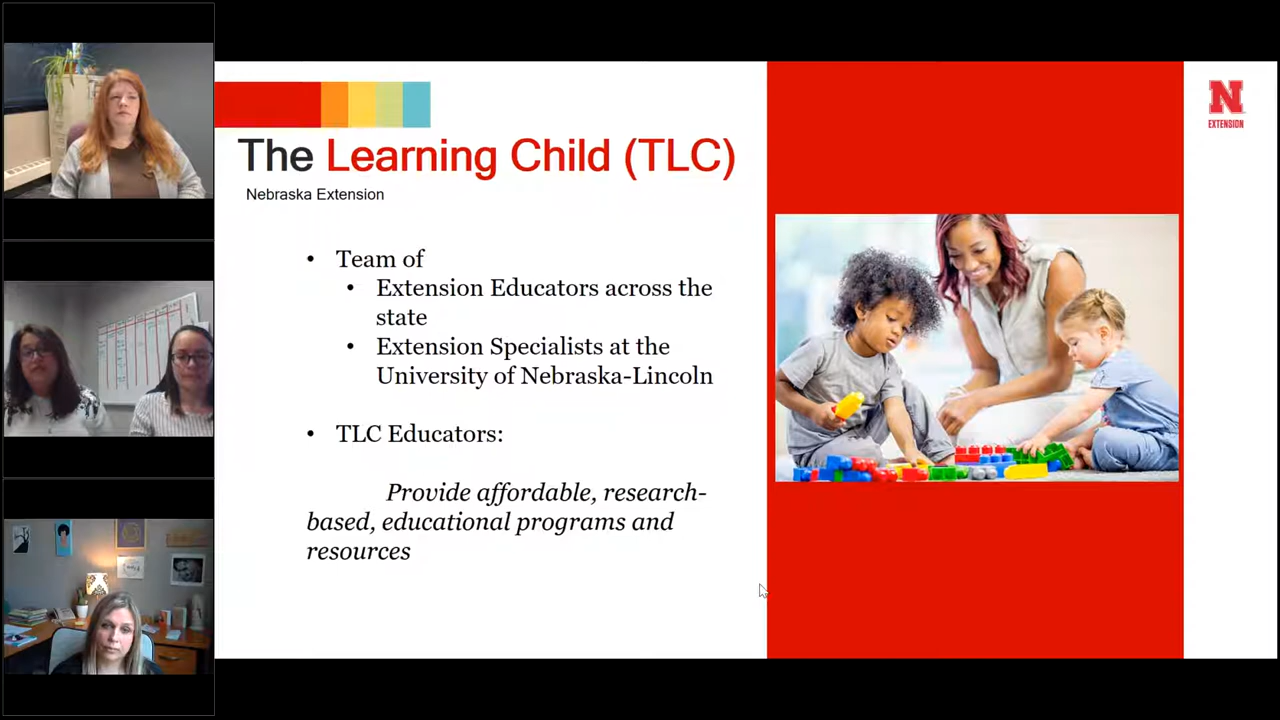 The Learning Child (TLC)
Nebraska Extension
• Team of
• Extension Educators across the
state
• Extension Specialists at the
University of Nebraska-Lincoln
• TLC Educators:
Provide affordable, research-
based, educational programs and
resources
N
EXTENSION